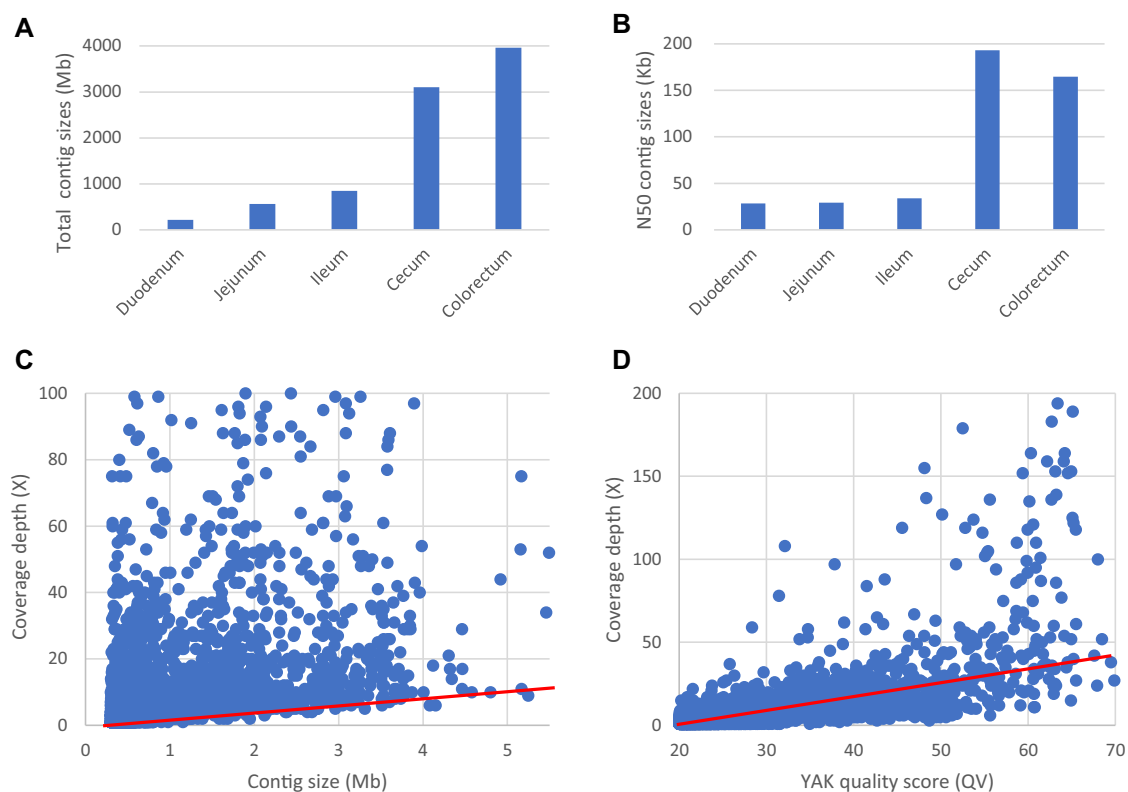 A
Total contig sizes (Mb)
4000
3000
2000
1000
0
Duodenum
Jejunum
Ileum
Cecum
Colorectum
B
N50 contig sizes (Kb)
200
150
100
50
0
Duodenum
Jejunum
Ileum
Cecum
Colorectum
C
Coverage depth (X)
100
80
60
40
20
0
0 1 2 3 4 5
Contig size (Mb)
D
Coverage depth (X)
200
150
100
50
0
20 30 40 50 60 70
YAK quality score (QV)